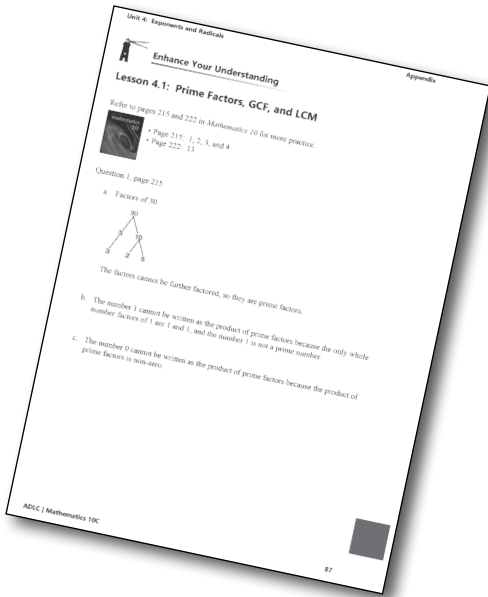 Unit 4: Exponents and Radicals
Appendix
Enhance Your Understanding
Lesson 4.1: Prime Factors, GCF, and LCM
Refer to pages 215 and 222 in Mathematics 10 for more practice.
Mathematics
10
• Page 215: 1, 2, 3, and 4
• Page 222: 13
Question 1, page 215
a. Factors of 30
30
3 10
3 2 5
The factors cannot be further factored, so they are prime factors.
b. The number 1 cannot be written as the product of prime factors because the only whole
number factors of 1 are 1 and 1, and the number 1 is not a prime number.
c. The number 0 cannot be written as the product of prime factors because the product of
prime factors is non-zero.
ADLC | Mathematics 10C
87